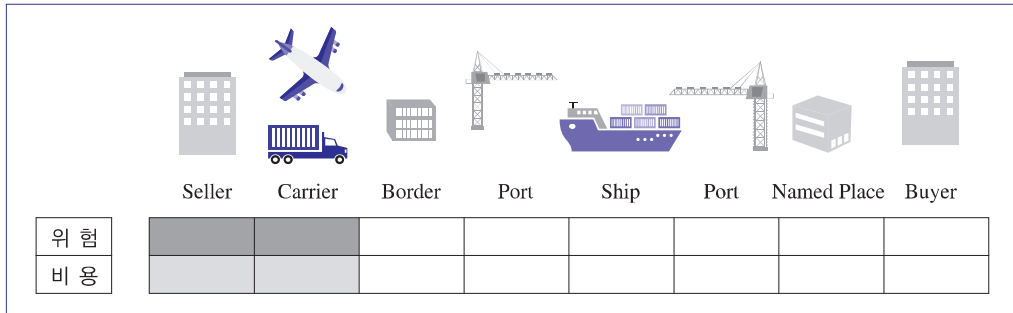 Seller Carrier Border Port Ship Port Named Place Buyer
위 험
비 용